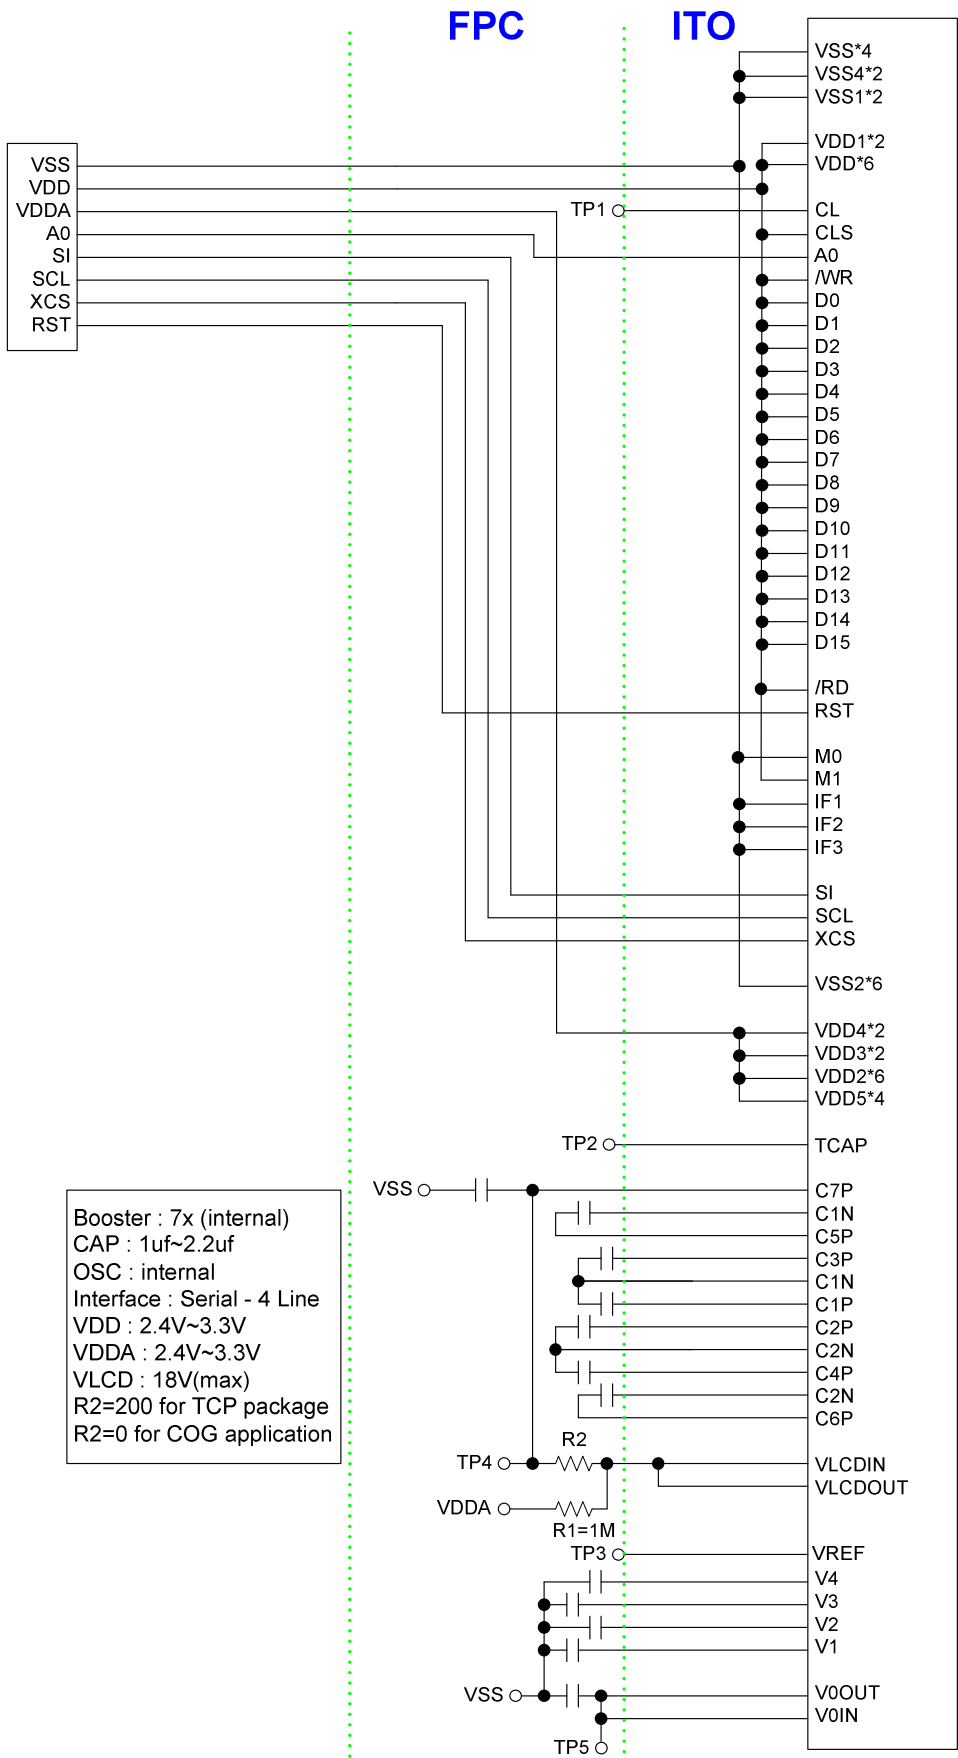 FPC
ITO
VSS
VDD
VDDA
A0
SI
SCL
XCS
RST
VSS*4
VSS4*2
VSS1*2
VDD1*2
VDD*6
TP1
CL
CLS
A0
/WR
D0
D1
D2
D3
D4
D5
D6
D7
D8
D9
D10
D11
D12
D13
D14
D15
/RD
RST
M0
M1
IF1
IF2
IF3
SI
SCL
XCS
VSS2*6
VDD4*2
VDD3*2
VDD2*6
VDD5*4
TP2
TCAP
VSS
C7P
C1N
C5P
C3P
C1N
C1P
C2P
C2N
C4P
C2N
C6P
Booster : 7x (internal)
CAP : 1uf~2.2uf
OSC : internal
Interface : Serial - 4 Line
VDD : 2.4V~3.3V
VDDA : 2.4V~3.3V
VLCD : 18V(max)
R2=200 for TCP package
R2=0 for COG application
R2
TP4
VLCDIN
VLCDOUT
VDDA
R1=1M
TP3
VREF
V4
V3
V2
V1
VSS
V0OUT
V0IN
TP5